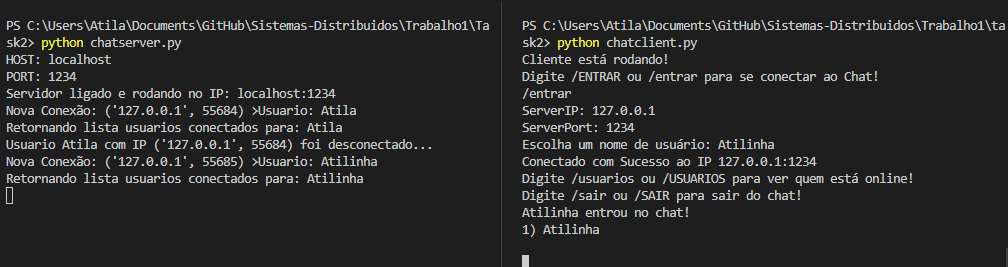 PS C:\Users\Atila\Documents\GitHub\Sistemas-Distribuidos\Trabalho1\Ta
sk2> python chatserver.py
HOST: localhost
PORT: 1234
Servidor ligado e rodando no IP: localhost:1234
Nova Conexão: ('127.0.0.1', 55684) >Usuario: Atila
Retornando lista usuarios conectados para: Atila
Usuario Atila com IP ('127.0.0.1', 55684) foi desconectado...
Nova Conexão: ('127.0.0.1', 55685) >Usuario: Atilinha
Retornando lista usuarios conectados para: Atilinha
PS C:\Users\Atila\Documents\GitHub\Sistemas-Distribuidos\Trabalho1\ta
sk2> python chatclient.py
Cliente está rodando!
Digite /ENTRAR ou /entrar para se conectar ao Chat!
/entrar
ServerIP: 127.0.0.1
ServerPort: 1234
Escolha um nome de usuário: Atilinha
Conectado com Sucesso ao IP 127.0.0.1:1234
Digite /usuarios ou /USUARIOS para ver quem está online!
Digite /sair ou /SAIR para sair do chat!
Atilinha entrou no chat!
1) Atilinha